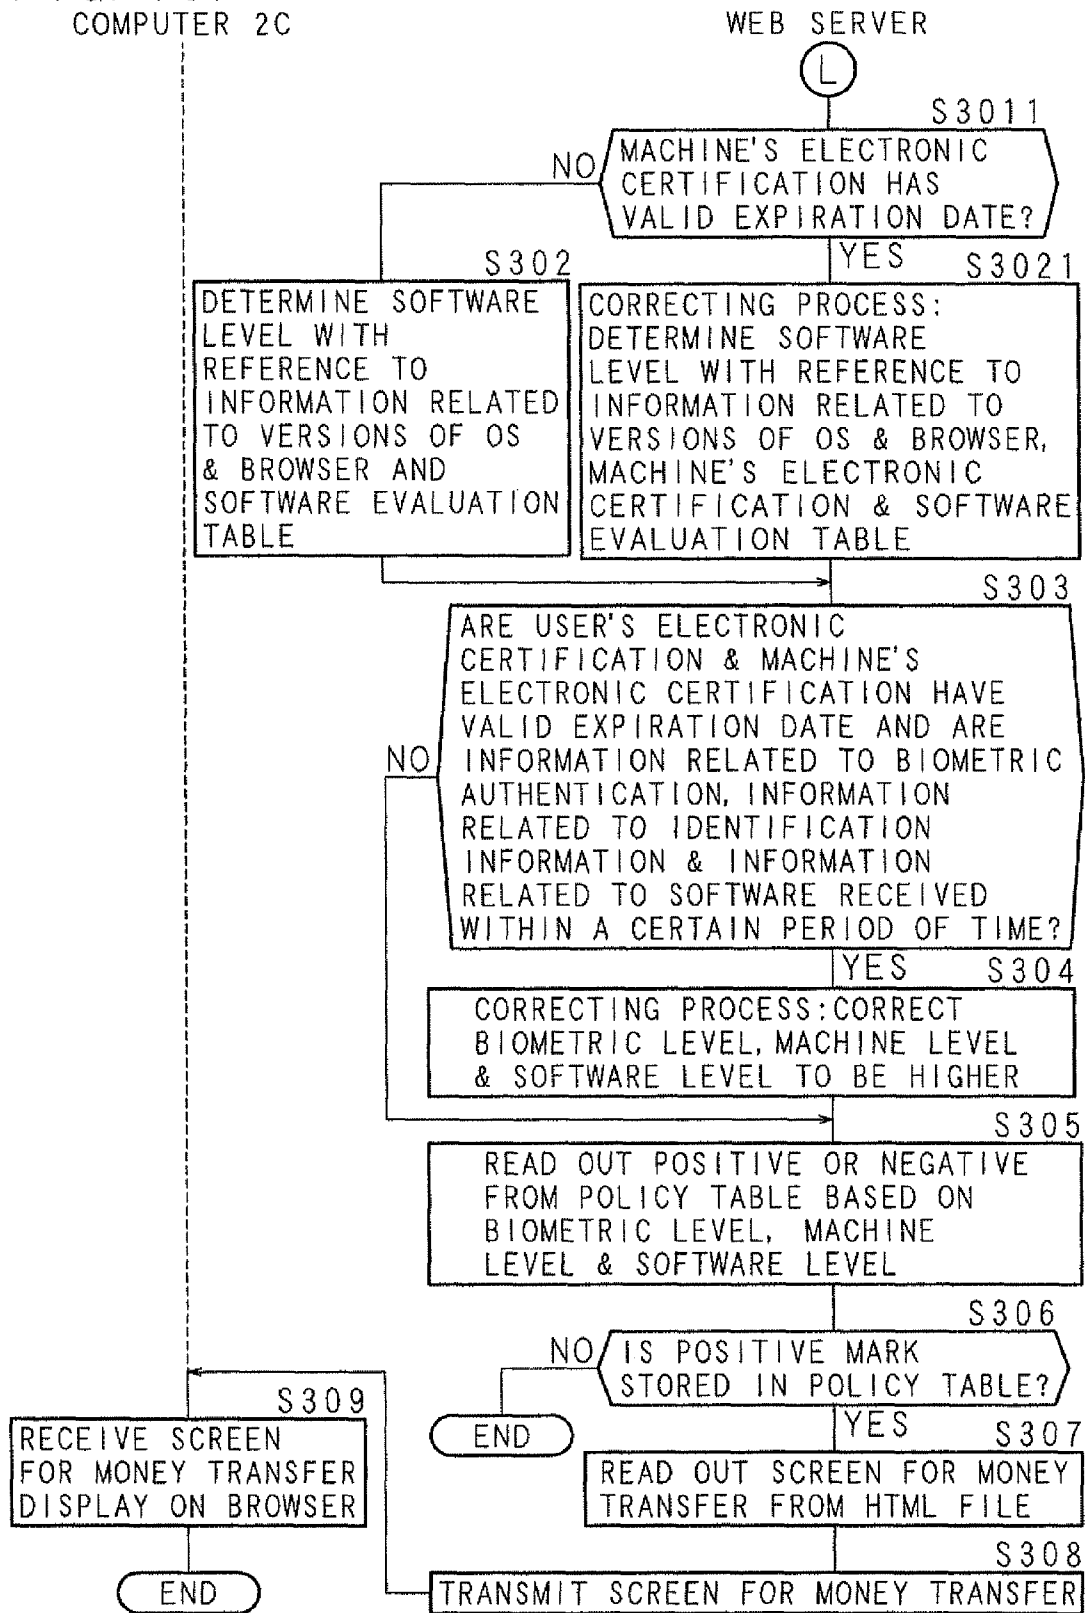 COMPUTER 2C
WEB SERVER
L
S3011
MACHINE'S ELECTRONIC
CERTIFICATION HAS
VALID EXPIRATION DATE?
NO
YES
S302
DETERMINE SOFTWARE
LEVEL WITH
REFERENCE TO
INFORMATION RELATED
TO VERSIONS OF OS
& BROWSER AND
SOFTWARE EVALUATION
TABLE
S3021
CORRECTING PROCESS:
DETERMINE SOFTWARE
LEVEL WITH REFERENCE TO
INFORMATION RELATED TO
VERSIONS OF OS & BROWSER,
MACHINE'S ELECTRONIC
CERTIFICATION & SOFTWARE
EVALUATION TABLE
S303
ARE USER'S ELECTRONIC
CERTIFICATION & MACHINE'S
ELECTRONIC CERTIFICATION HAVE
VALID EXPIRATION DATE AND ARE
INFORMATION RELATED TO BIOMETRIC
AUTHENTICATION, INFORMATION
RELATED TO IDENTIFICATION
INFORMATION & INFORMATION
RELATED TO SOFTWARE RECEIVED
WITHIN A CERTAIN PERIOD OF TIME?
NO
YES
S304
CORRECTING PROCESS:CORRECT
BIOMETRIC LEVEL, MACHINE LEVEL
& SOFTWARE LEVEL TO BE HIGHER
S305
READ OUT POSITIVE OR NEGATIVE
FROM POLICY TABLE BASED ON
BIOMETRIC LEVEL, MACHINE
LEVEL & SOFTWARE LEVEL
S306
IS POSITIVE MARK
STORED IN POLICY TABLE?
NO
END
YES
S307
READ OUT SCREEN FOR MONEY
TRANSFER FROM HTML FILE
S308
TRANSMIT SCREEN FOR MONEY TRANSFER
S309
RECEIVE SCREEN
FOR MONEY TRANSFER
DISPLAY ON BROWSER
END